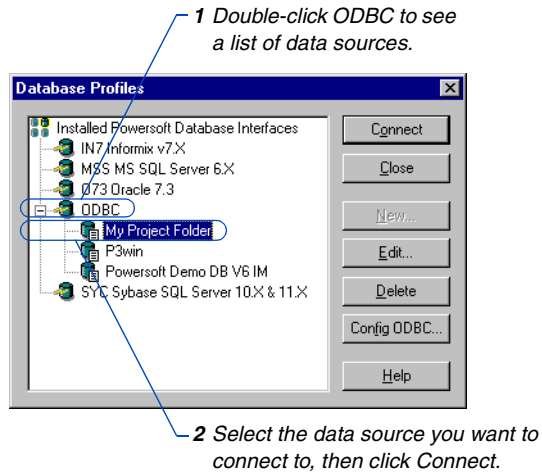 1 Double-click ODBC to see
a list of data sources.
Database Profiles
Installed Powersoft Database Interfaces
IN7 Informix v7.X
MSS MS SQL Server 6.X
O73 Oracle 7.3
ODBC
My Project Folder
P3win
Powersoft Demo DB V6 IM
SYC Sybase SQL Server 10.X & 11.X
Connect
Close
New...
Edit...
Delete
Config ODBC...
Help
2 Select the data source you want to
connect to, then click Connect.